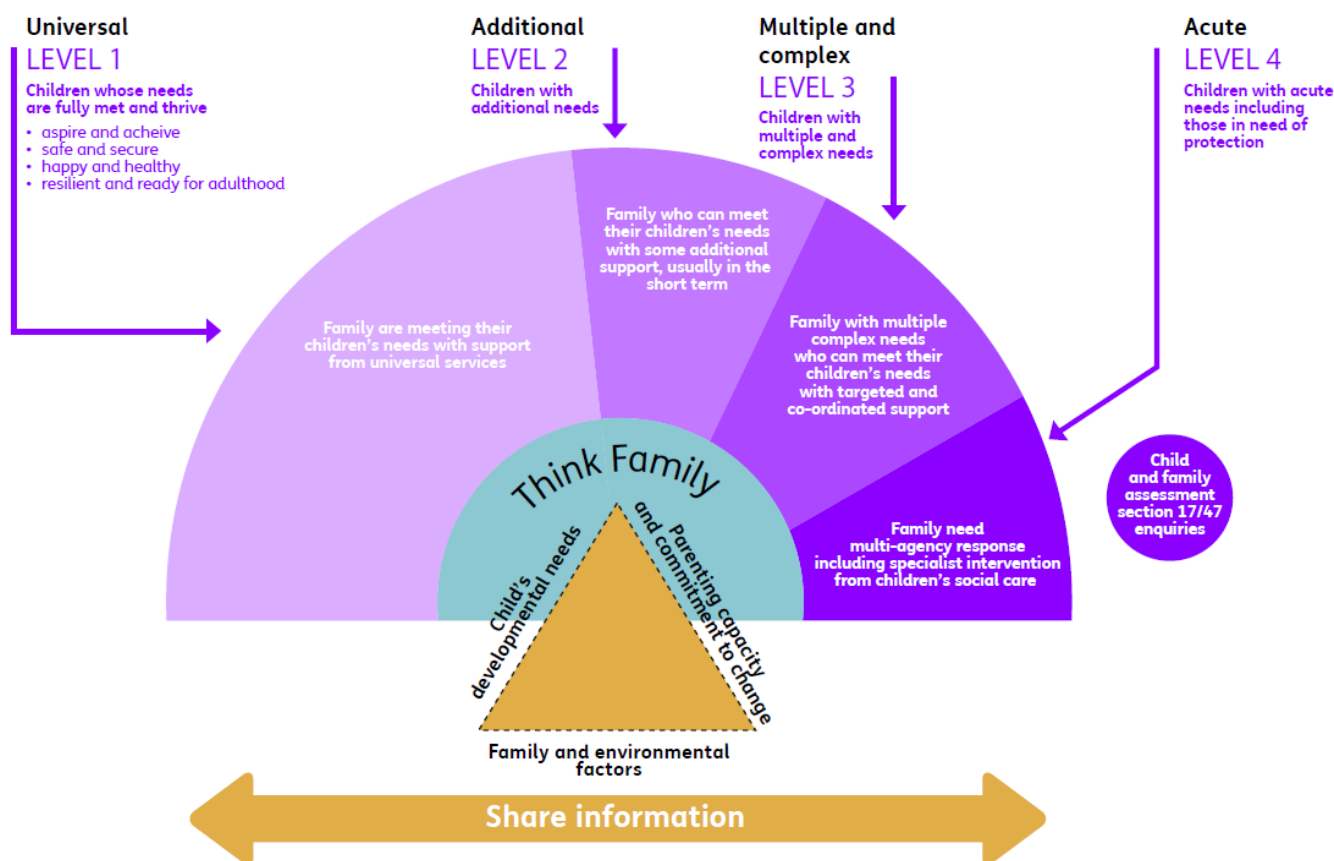 Universal
LEVEL 1
Children whose needs
are fully met and thrive
• aspire and acheive
• safe and secure
• happy and healthy
• resilient and ready for adulthood
Additional
LEVEL 2
Children with
additional needs
Multiple and
complex
LEVEL 3
Children with
multiple and
complex needs
Acute
LEVEL 4
Children with acute
needs including
those in need of
protection
Family are meeting their
children's needs with support
from universal services
Family who can meet
their children's needs
with some additional
support, usually in the
short term
Family with multiple
complex needs
who can meet their
children's needs
with targeted and
co-ordinated support
Family need
multi-agency response
including specialist intervention
from children's social care
Child
and family
assessment
section 17/47
enquiries
Think Family
Child's
developmental needs
Parenting capacity
and commitment to change
Family and environmental
factors
Share information